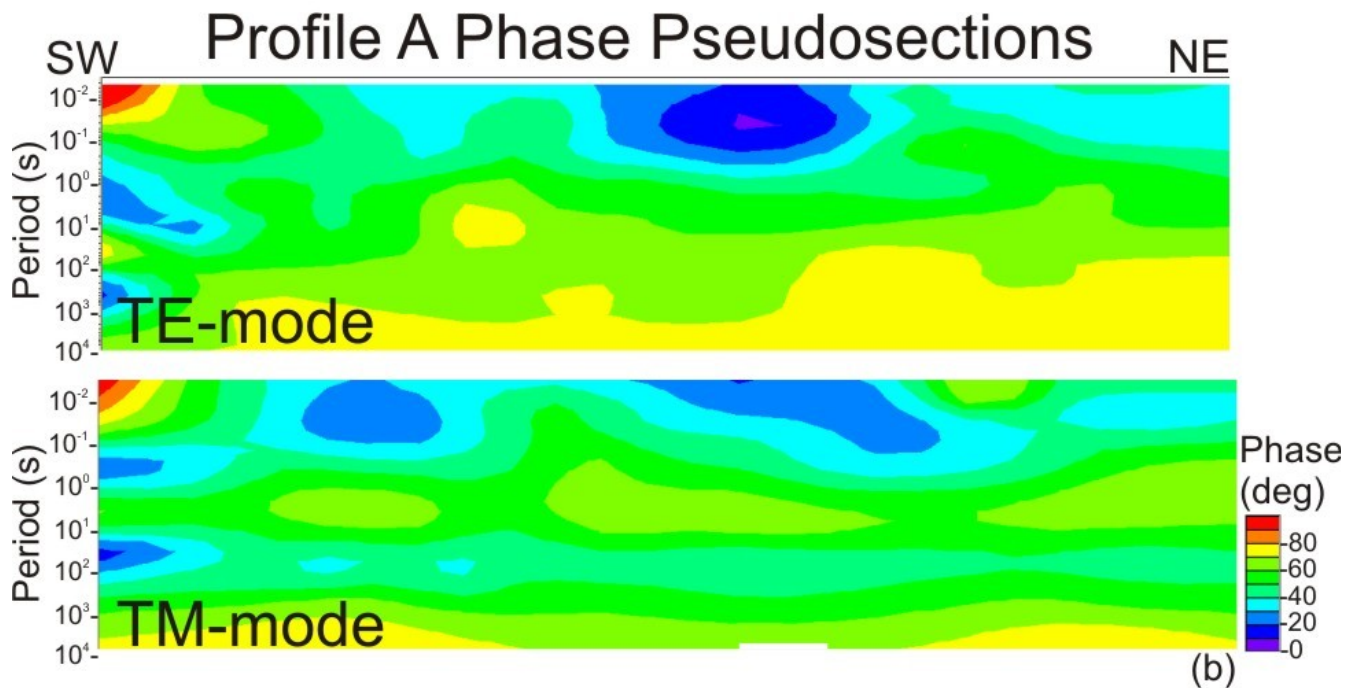 Profile A Phase Pseudosections
SW
NE
Period (s)
10⁻²
10⁻¹
10⁰
10¹
10²
10³
10⁴
TE-mode
Period (s)
10⁻²
10⁻¹
10⁰
10¹
10²
10³
10⁴
TM-mode
Phase
(deg)
80
60
40
20
0
(b)